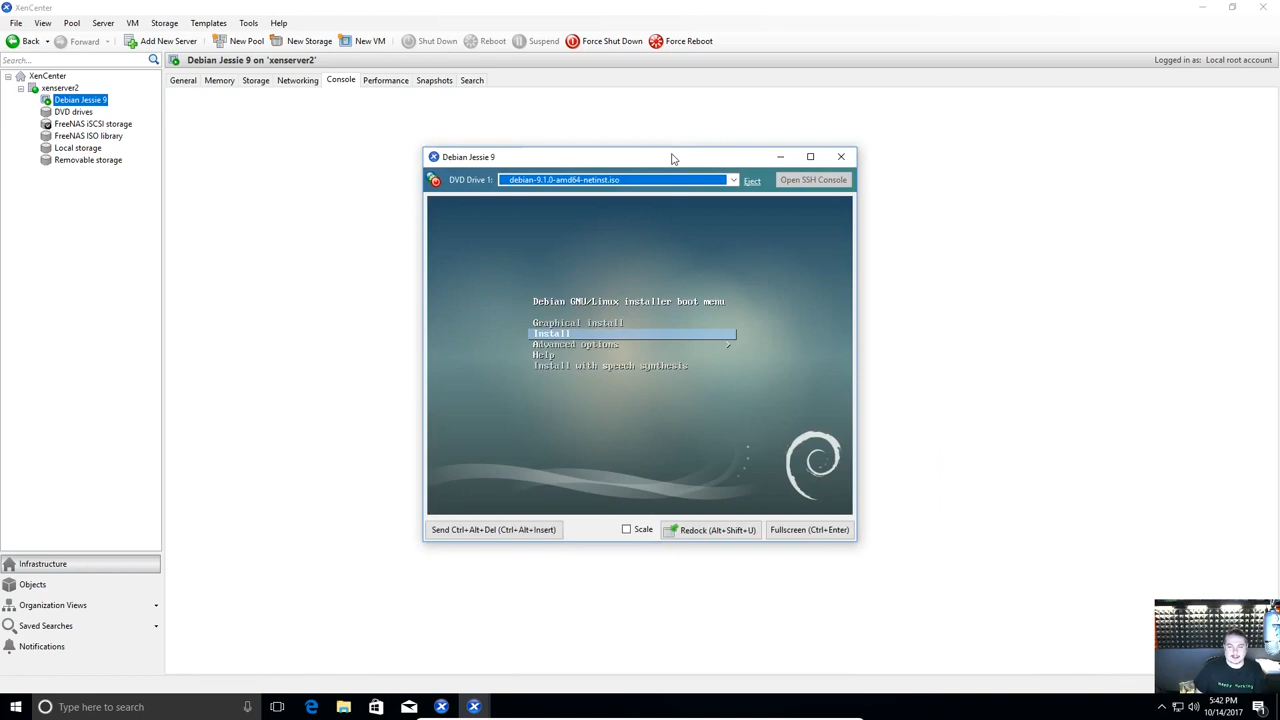 XenCenter
File View Pool Server VM Storage Templates Tools Help
Back Forward Add New Server New Pool New Storage New VM Shut Down Reboot Suspend Force Shut Down Force Reboot
Search...
Debian Jessie 9 on 'xenserver2'
Logged in as: Local root account
General Memory Storage Networking Console Performance Snapshots Search
XenCenter
xenserver2
Debian Jessie 9
DVD drives
FreeNAS iSCSI storage
FreeNAS ISO library
Local storage
Removable storage
Debian Jessie 9
DVD Drive 1: debian-9.1.0-amd64-netinst.iso Eject Open SSH Console
Debian GNU/Linux installer boot menu
Graphical install
Install
Advanced options >
Help
Install with speech synthesis
Send Ctrl+Alt+Del (Ctrl+Alt+Insert) Scale Redock (Alt+Shift+U) Fullscreen (Ctrl+Enter)
Infrastructure
Objects
Organization Views
Saved Searches
Notifications
Type here to search
5:42 PM
10/14/2017